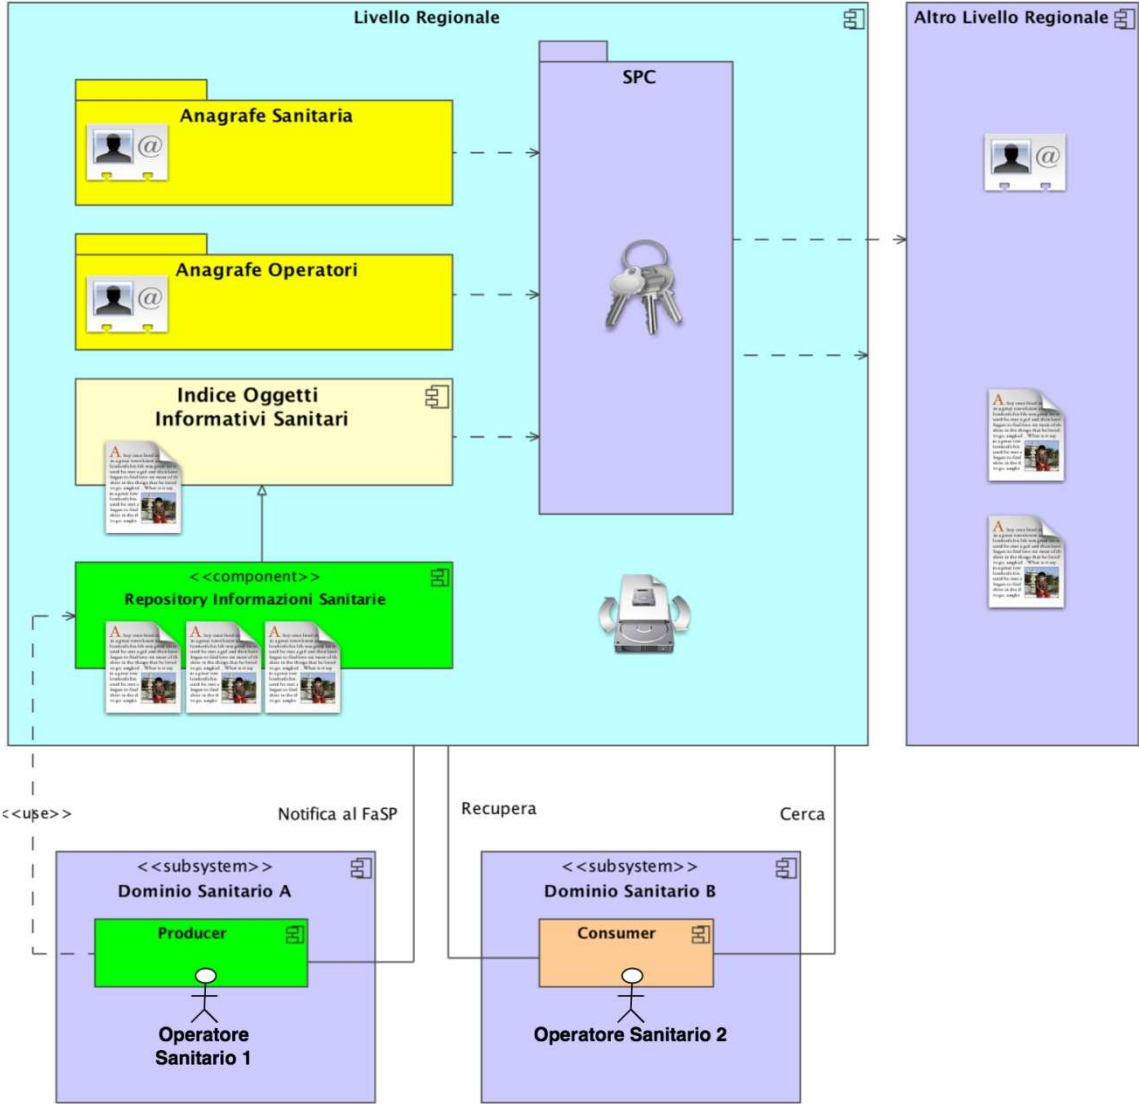 Livello Regionale
Altro Livello Regionale
SPC
Anagrafe Sanitaria
@
@
Anagrafe Operatori
@
Indice Oggetti
Informativi Sanitari
<<component>>
Repository Informazioni Sanitarie
<<use>>
Notifica al FaSP
Recupera
Cerca
<<subsystem>>
Dominio Sanitario A
Producer
Operatore
Sanitario 1
<<subsystem>>
Dominio Sanitario B
Consumer
Operatore Sanitario 2